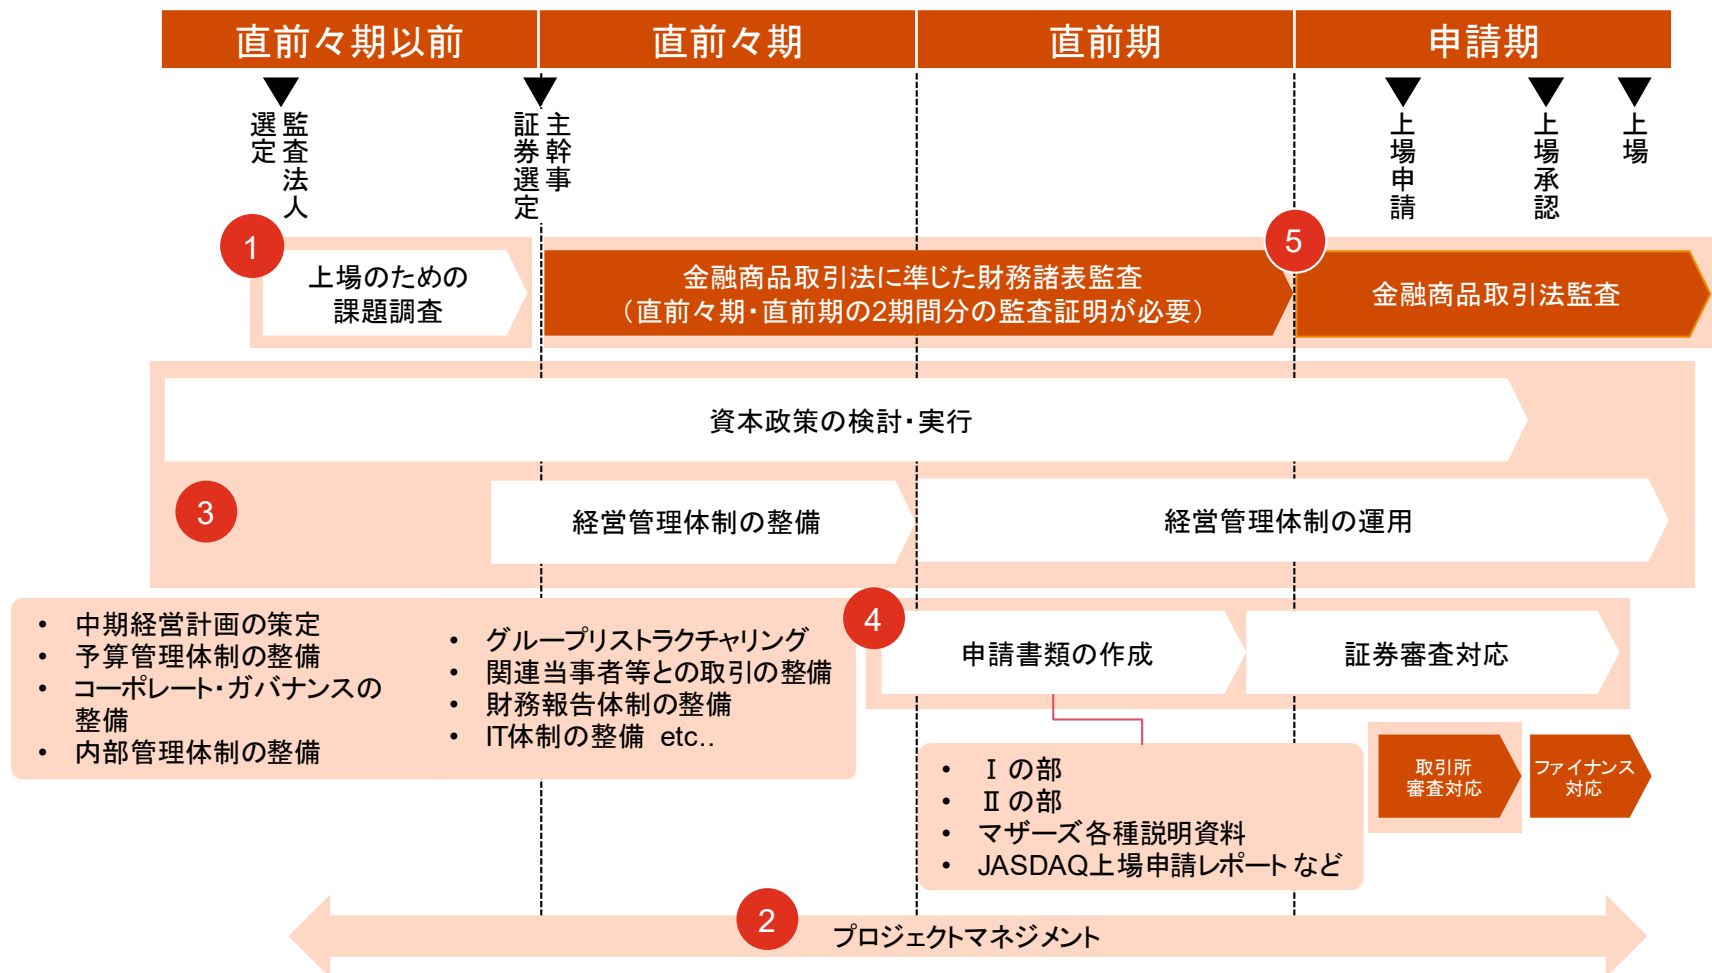 直前々期以前
直前々期
直前期
申請期
監査法人
選定
主幹事
証券選定
上場申請
上場承認
上場
1
上場のための
課題調査
金融商品取引法に準じた財務諸表監査
（直前々期・直前期の2期間分の監査証明が必要）
5
金融商品取引法監査
資本政策の検討・実行
3
経営管理体制の整備
経営管理体制の運用
• 中期経営計画の策定
• 予算管理体制の整備
• コーポレート・ガバナンスの
整備
• 内部管理体制の整備
• グループリストラクチャリング
• 関連当事者等との取引の整備
• 財務報告体制の整備
• IT体制の整備 etc..
4
申請書類の作成
証券審査対応
• Ⅰの部
• Ⅱの部
• マザーズ各種説明資料
• JASDAQ上場申請レポートなど
取引所
審査対応
ファイナンス
対応
2
プロジェクトマネジメント